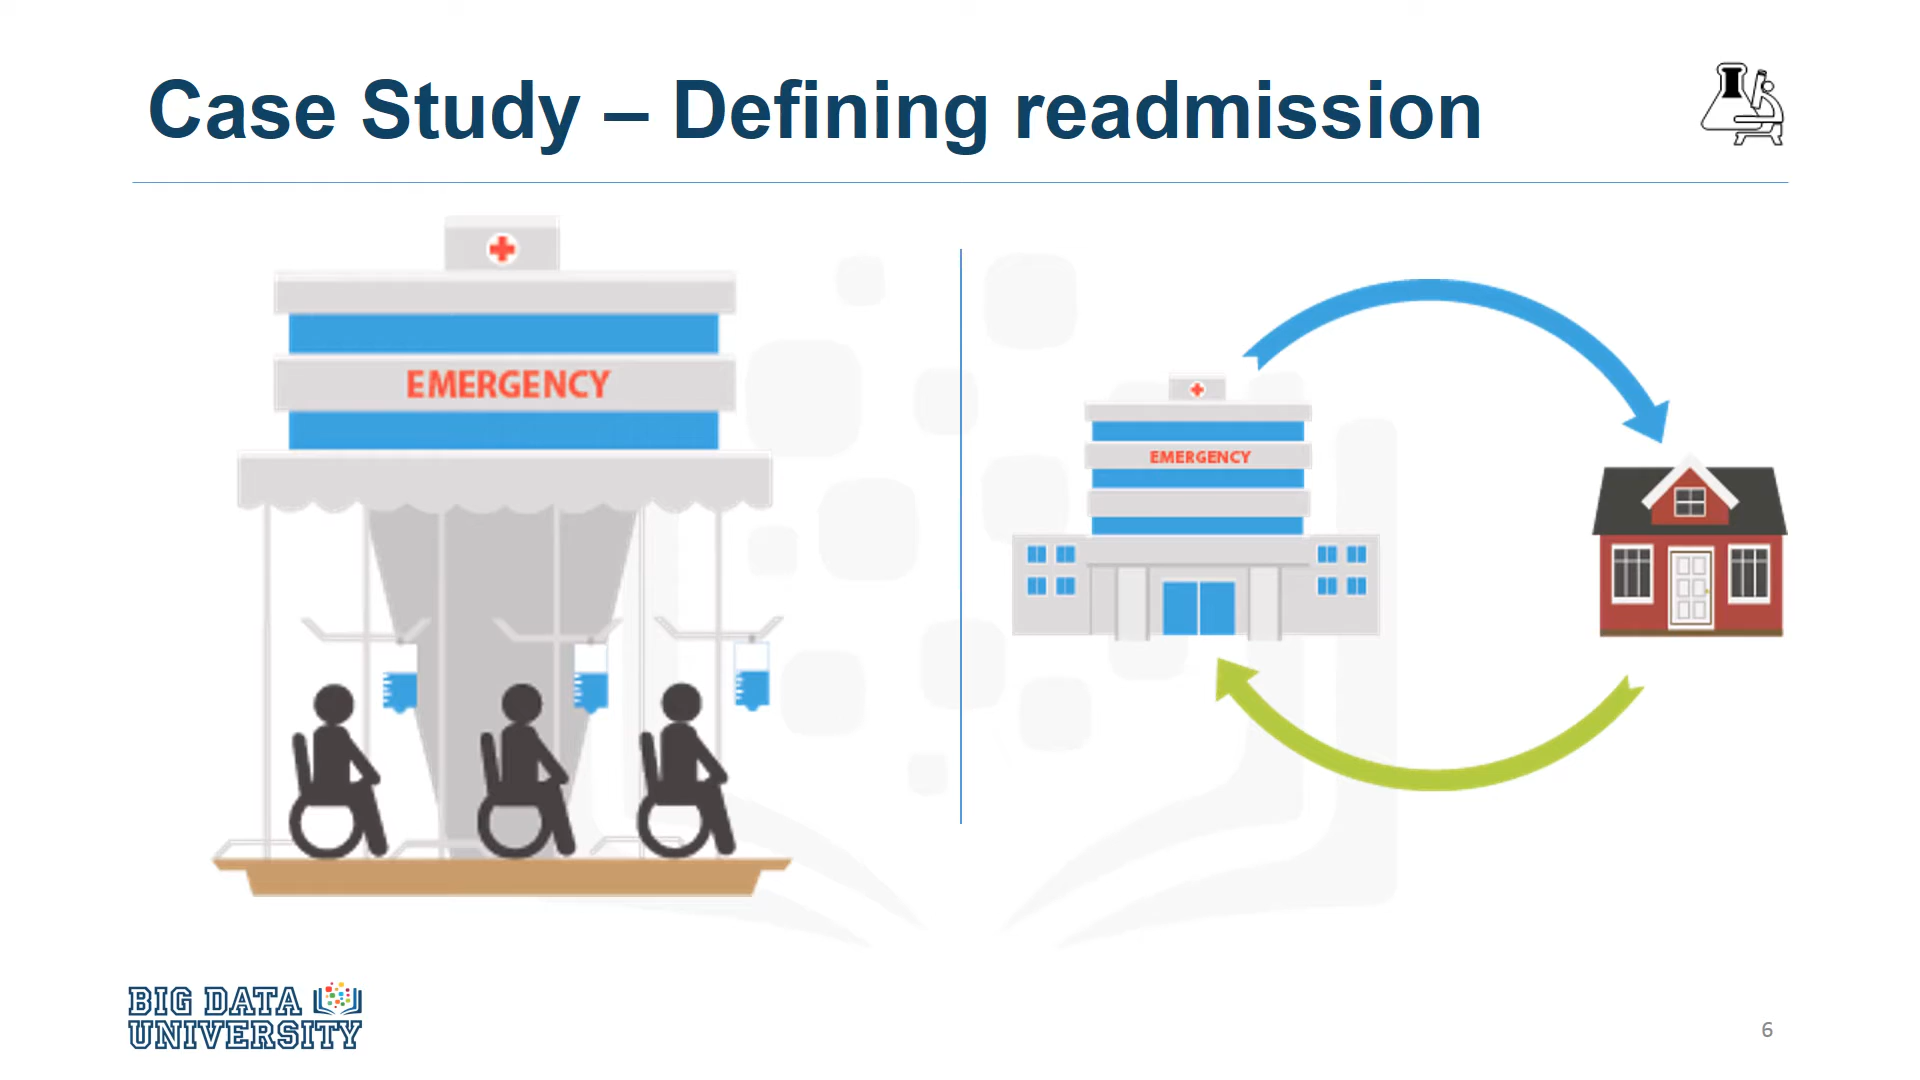 Case Study – Defining readmission
EMERGENCY
EMERGENCY
BIG DATA
UNIVERSITY
6